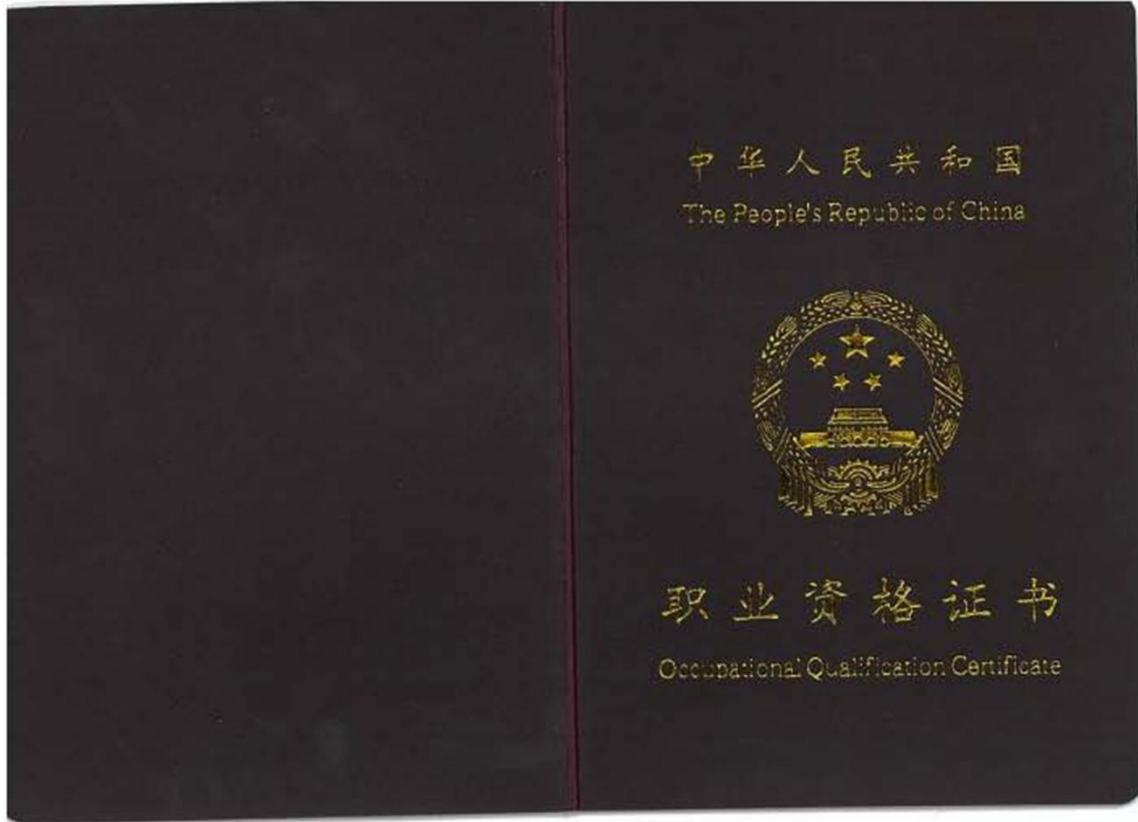 中华人民共和国
The People's Republic of China
职业资格证书
Occupational Qualification Certificate